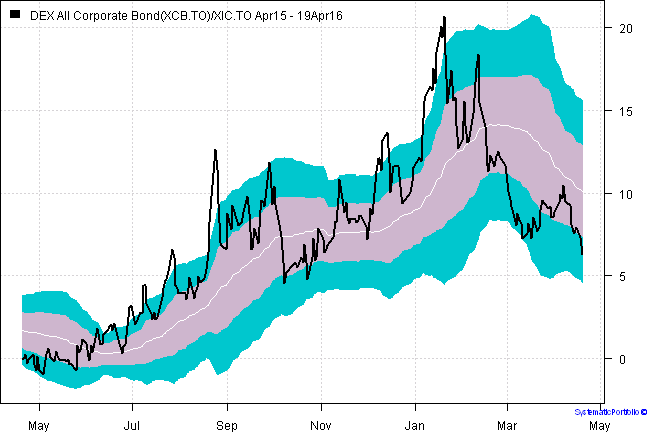 DEX All Corporate Bond(XCB.TO)/XIC.TO Apr15 - 19Apr16
20
15
10
5
0
SystematicPortfolio ©
May Jul Sep Nov Jan Mar May